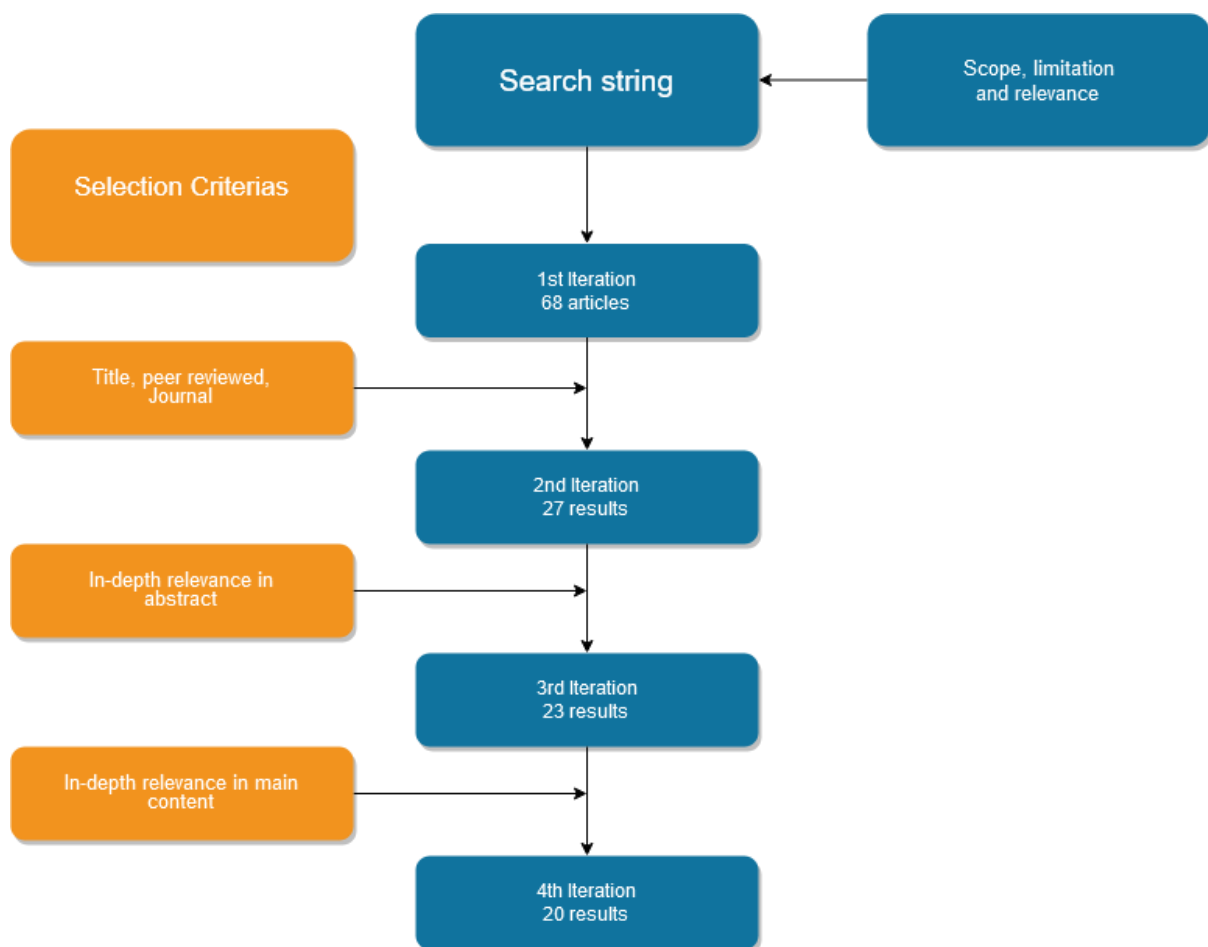 Search string
Scope, limitation
and relevance
Selection Criterias
1st Iteration
68 articles
Title, peer reviewed,
Journal
2nd Iteration
27 results
In-depth relevance in
abstract
3rd Iteration
23 results
In-depth relevance in main
content
4th Iteration
20 results